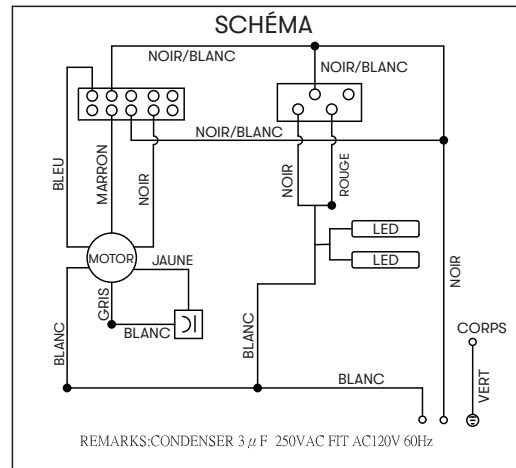 SCHÉMA
NOIR/BLANC
NOIR/BLANC
NOIR/BLANC
BLEU
MARRON
NOIR
NOIR
ROUGE
MOTOR
JAUNE
LED
LED
GRIS
BLANC
BLANC
BLANC
NOIR
CORPS
VERT
BLANC
REMARKS:CONDENSER 3 μ F 250VAC FIT AC120V 60Hz